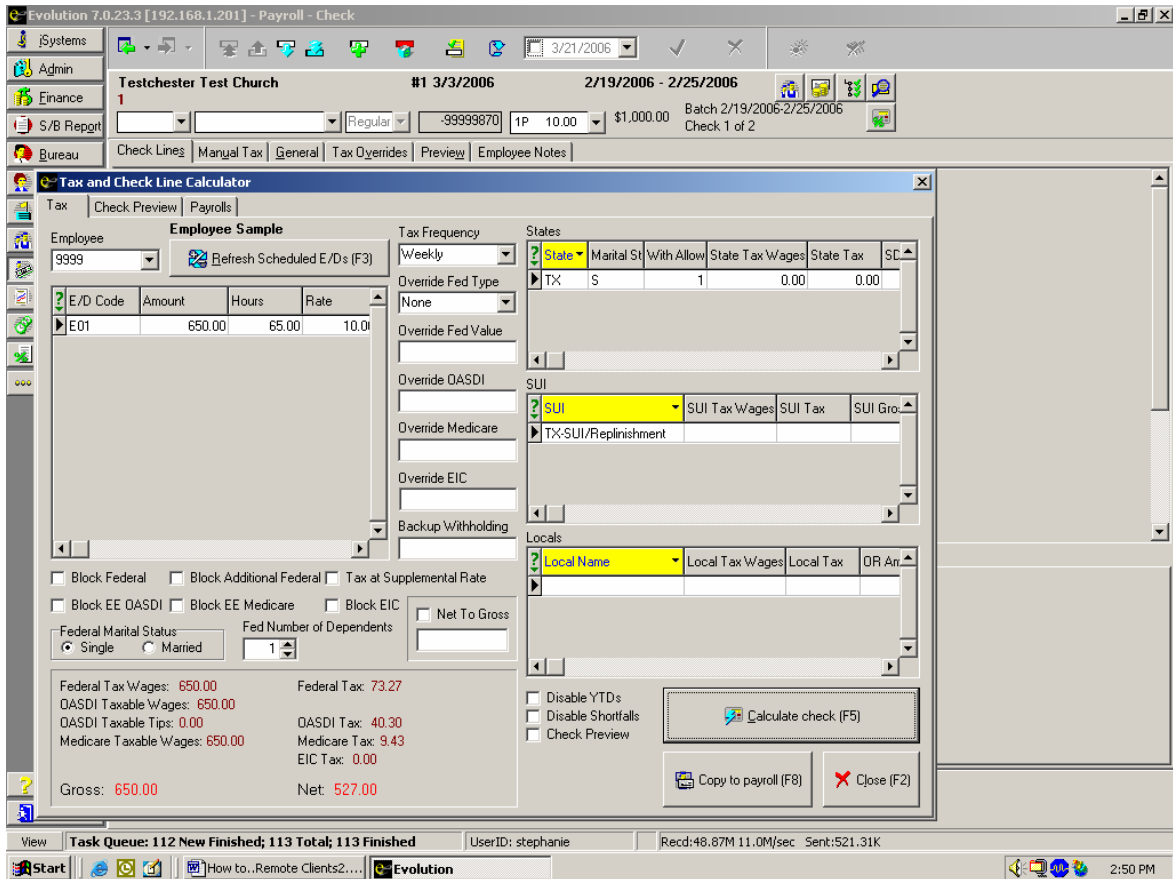 Evolution 7.0.23.3 [192.168.1.201] - Payroll - Check
iSystems
Admin
Finance
S/B Report
Bureau
3/21/2006
Testchester Test Church #1 3/3/2006 2/19/2006 - 2/25/2006
1
Regular -99999870 1P 10.00 $1,000.00 Batch 2/19/2006-2/25/2006
Check 1 of 2
Check Lines Manual Tax General Tax Overrides Preview Employee Notes
Tax and Check Line Calculator
Tax Check Preview Payrolls
Employee Employee Sample
9999 Refresh Scheduled E/Ds (F3)
E/D Code Amount Hours Rate
E01 650.00 65.00 10.0
Tax Frequency
Weekly
Override Fed Type
None
Override Fed Value
Override OASDI
Override Medicare
Override EIC
Backup Withholding
States
State Marital St With Allow State Tax Wages State Tax SD
TX S 1 0.00 0.00
SUI
SUI SUI Tax Wages SUI Tax SUI Gro
TX-SUI/Replinishment
Locals
Local Name Local Tax Wages Local Tax OR Am
Block Federal Block Additional Federal Tax at Supplemental Rate
Block EE OASDI Block EE Medicare Block EIC
Net To Gross
Federal Marital Status
Single Married
Fed Number of Dependents
1
Federal Tax Wages: 650.00 Federal Tax: 73.27
OASDI Taxable Wages: 650.00
OASDI Taxable Tips: 0.00 OASDI Tax: 40.30
Medicare Taxable Wages: 650.00 Medicare Tax: 9.43
EIC Tax: 0.00
Gross: 650.00 Net: 527.00
Disable YTDs
Disable Shortfalls
Check Preview
Calculate check (F5)
Copy to payroll (F8) Close (F2)
View Task Queue: 112 New Finished; 113 Total; 113 Finished UserID: stephanie Recd:48.87M 11.0M/sec Sent:521.31K
Start How to..Remote Clients2.... Evolution 2:50 PM